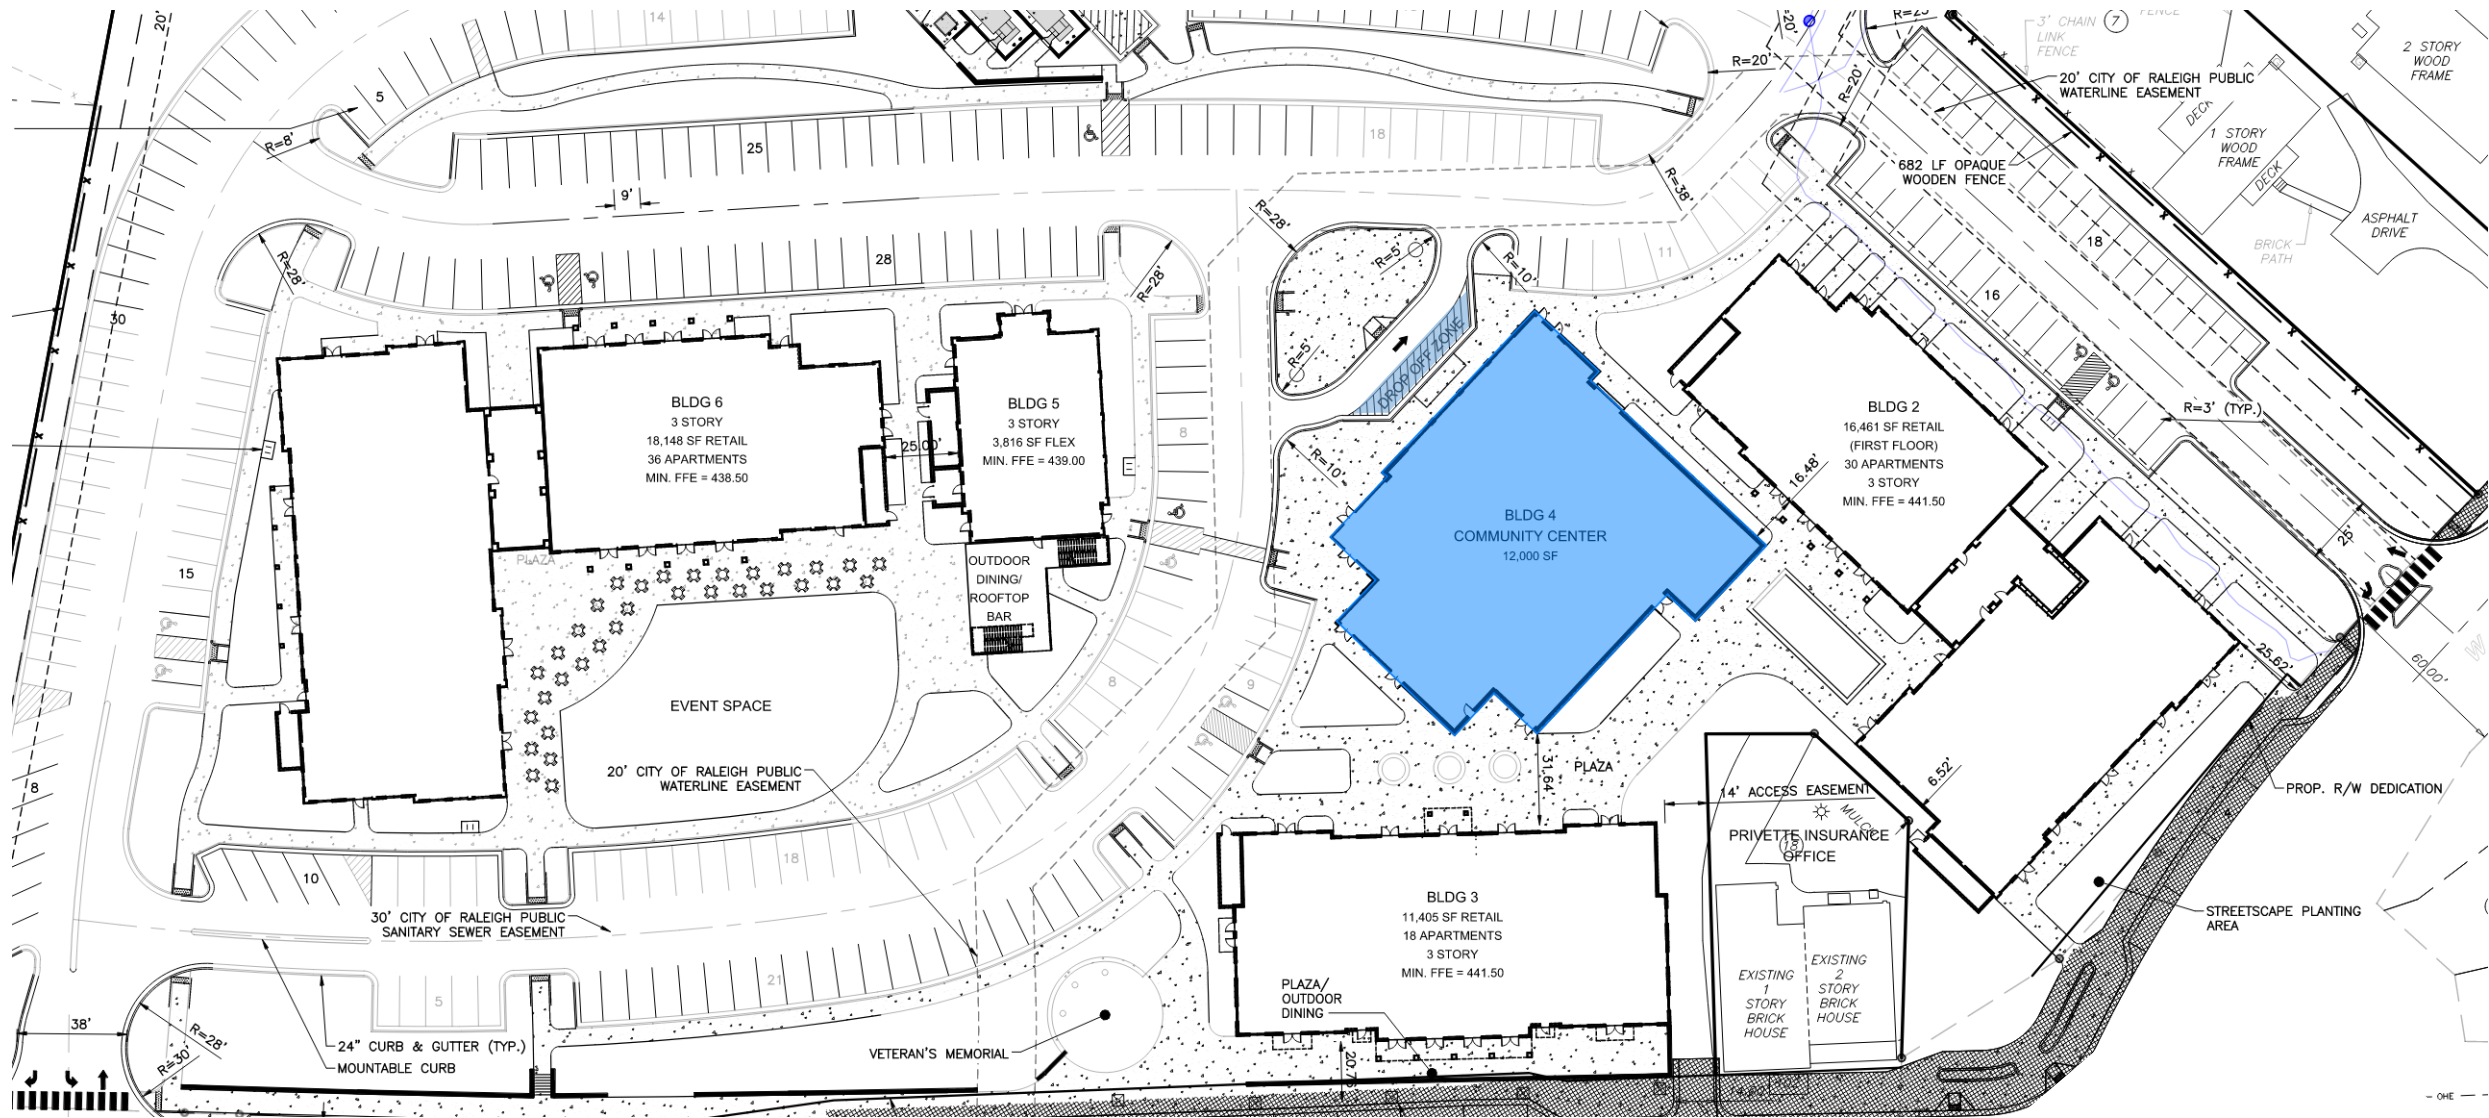 14
20'
=20'
R=25'
3' CHAIN
LINK
FENCE
7
FENCE
2 STORY
WOOD
FRAME
R=20'
R=20'
20' CITY OF RALEIGH PUBLIC
WATERLINE EASEMENT
5
R=8'
25
18
DECK
1 STORY
WOOD
FRAME
DECK
682 LF OPAQUE
WOODEN FENCE
9'
R=38'
R=28'
ASPHALT
DRIVE
BRICK
PATH
18
R=28'
28
R=28'
R=5'
R=10'
11
16
30
DROP OFF ZONE
R=5'
BLDG 6
3 STORY
18,148 SF RETAIL
36 APARTMENTS
MIN. FFE = 438.50
25.00'
BLDG 5
3 STORY
3,816 SF FLEX
MIN. FFE = 439.00
8
R=10'
BLDG 2
16,461 SF RETAIL
(FIRST FLOOR)
30 APARTMENTS
3 STORY
MIN. FFE = 441.50
R=3' (TYP.)
16.48'
BLDG 4
COMMUNITY CENTER
12,000 SF
25'
PLAZA
15
OUTDOOR
DINING/
ROOFTOP
BAR
8
9
25.62'
60.00'
W
EVENT SPACE
20' CITY OF RALEIGH PUBLIC
WATERLINE EASEMENT
8
31.64'
PLAZA
14' ACCESS EASEMENT
MULCH
6.52'
PROP. R/W DEDICATION
PRIVETTE INSURANCE
OFFICE
18
10
18
30' CITY OF RALEIGH PUBLIC
SANITARY SEWER EASEMENT
BLDG 3
11,405 SF RETAIL
18 APARTMENTS
3 STORY
MIN. FFE = 441.50
STREETSCAPE PLANTING
AREA
EXISTING
1
STORY
BRICK
HOUSE
EXISTING
2
STORY
BRICK
HOUSE
PLAZA/
OUTDOOR
DINING
5
21
38'
R=28'
R=30'
24" CURB & GUTTER (TYP.)
MOUNTABLE CURB
VETERAN'S MEMORIAL
OHE